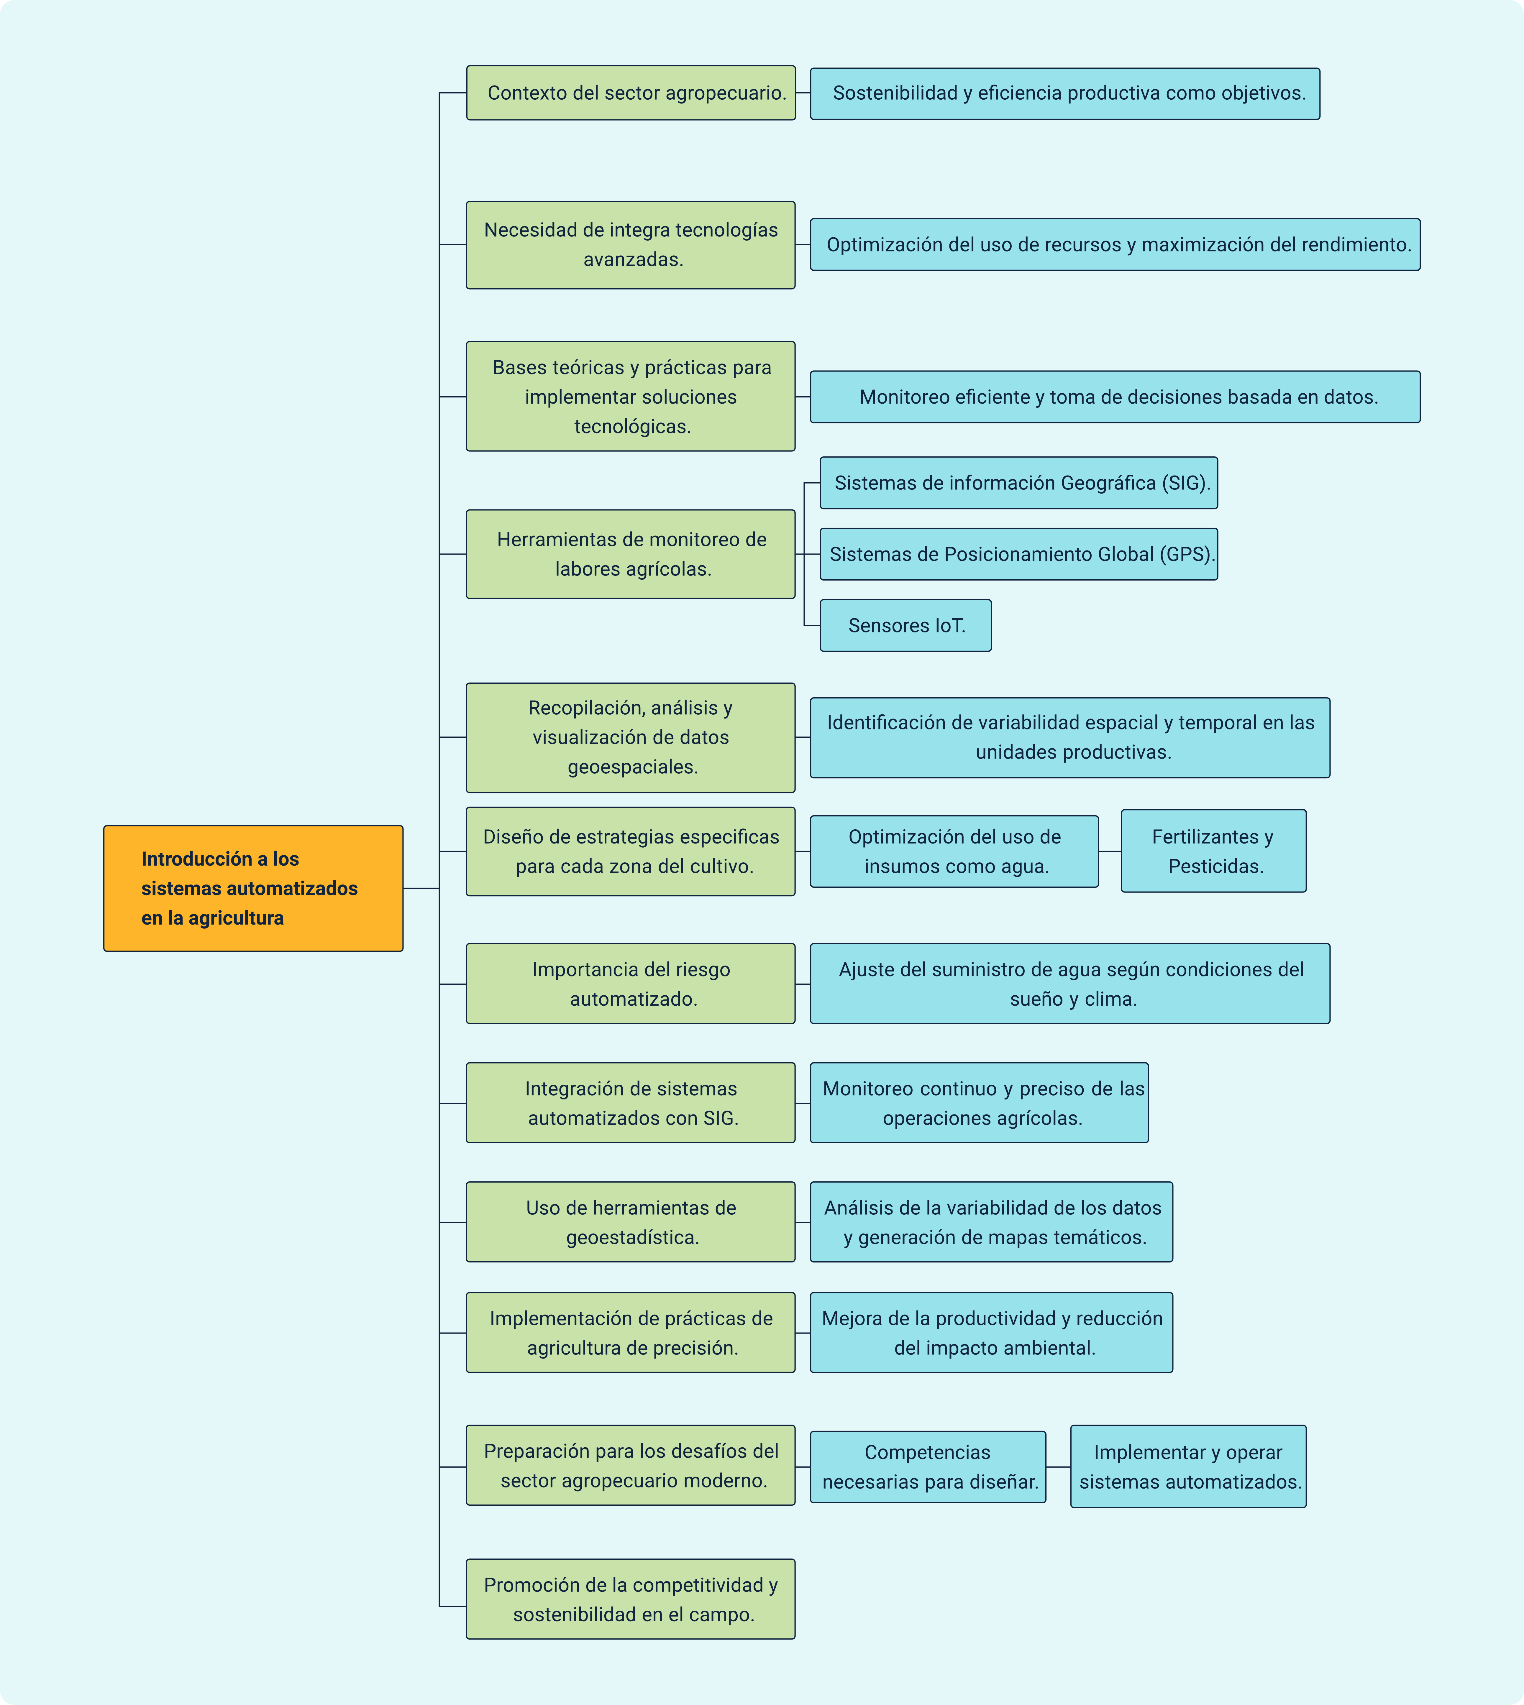 Contexto del sector agropecuario.
Sostenibilidad y eficiencia productiva como objetivos.
Necesidad de integra tecnologías
avanzadas.
Optimización del uso de recursos y maximización del rendimiento.
Bases teóricas y prácticas para
implementar soluciones
tecnológicas.
Monitoreo eficiente y toma de decisiones basada en datos.
Herramientas de monitoreo de
labores agrícolas.
Sistemas de información Geográfica (SIG).
Sistemas de Posicionamiento Global (GPS).
Sensores IoT.
Recopilación, análisis y
visualización de datos
geoespaciales.
Identificación de variabilidad espacial y temporal en las
unidades productivas.
Introducción a los
sistemas automatizados
en la agricultura
Diseño de estrategias especificas
para cada zona del cultivo.
Optimización del uso de
insumos como agua.
Fertilizantes y
Pesticidas.
Importancia del riesgo
automatizado.
Ajuste del suministro de agua según condiciones del
sueño y clima.
Integración de sistemas
automatizados con SIG.
Monitoreo continuo y preciso de las
operaciones agrícolas.
Uso de herramientas de
geoestadística.
Análisis de la variabilidad de los datos
y generación de mapas temáticos.
Implementación de prácticas de
agricultura de precisión.
Mejora de la productividad y reducción
del impacto ambiental.
Preparación para los desafíos del
sector agropecuario moderno.
Competencias
necesarias para diseñar.
Implementar y operar
sistemas automatizados.
Promoción de la competitividad y
sostenibilidad en el campo.